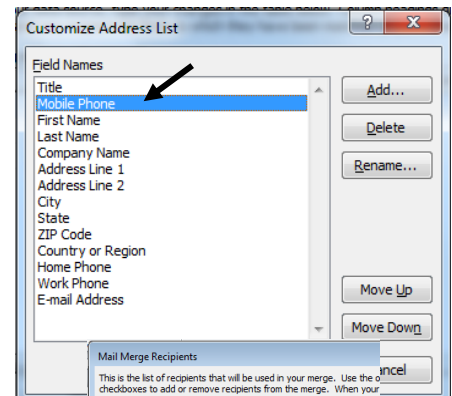 Customize Address List
Field Names
Title
Mobile Phone
First Name
Last Name
Company Name
Address Line 1
Address Line 2
City
State
ZIP Code
Country or Region
Home Phone
Work Phone
E-mail Address
Add...
Delete
Rename...
Move Up
Move Down
Mail Merge Recipients
This is the list of recipients that will be used in your merge. Use the
checkboxes to add or remove recipients from the merge. When your